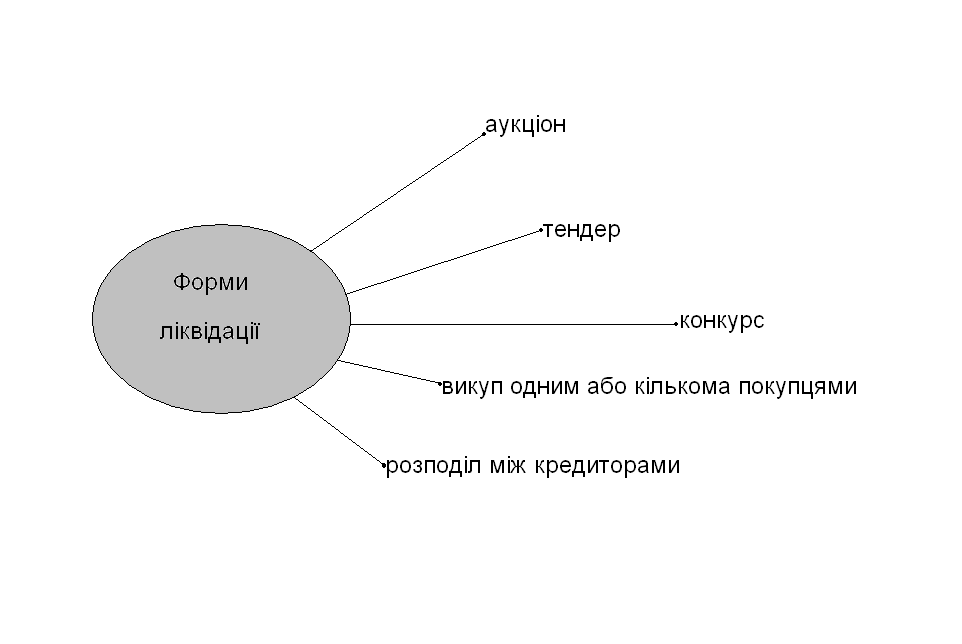 Форми
ліквідації
аукціон
тендер
конкурс
викуп одним або кількома покупцями
розподіл між кредиторами